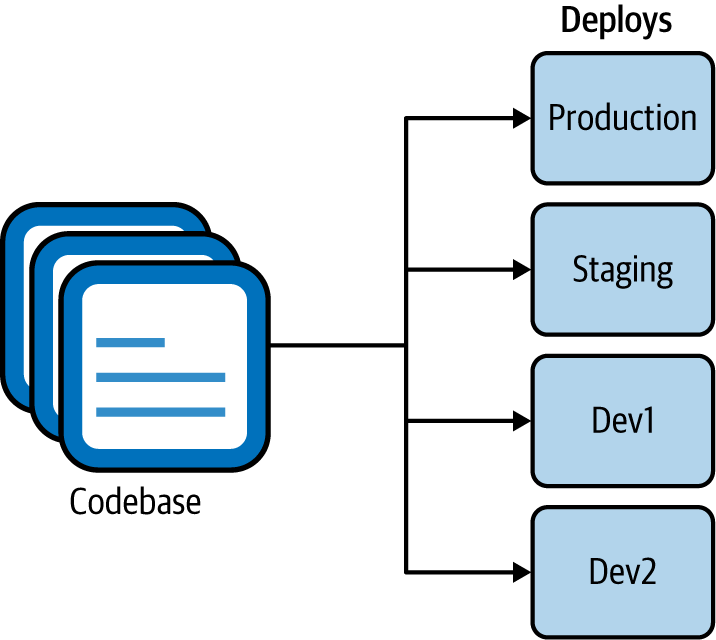 Deploys
Production
Staging
Dev1
Dev2
Codebase